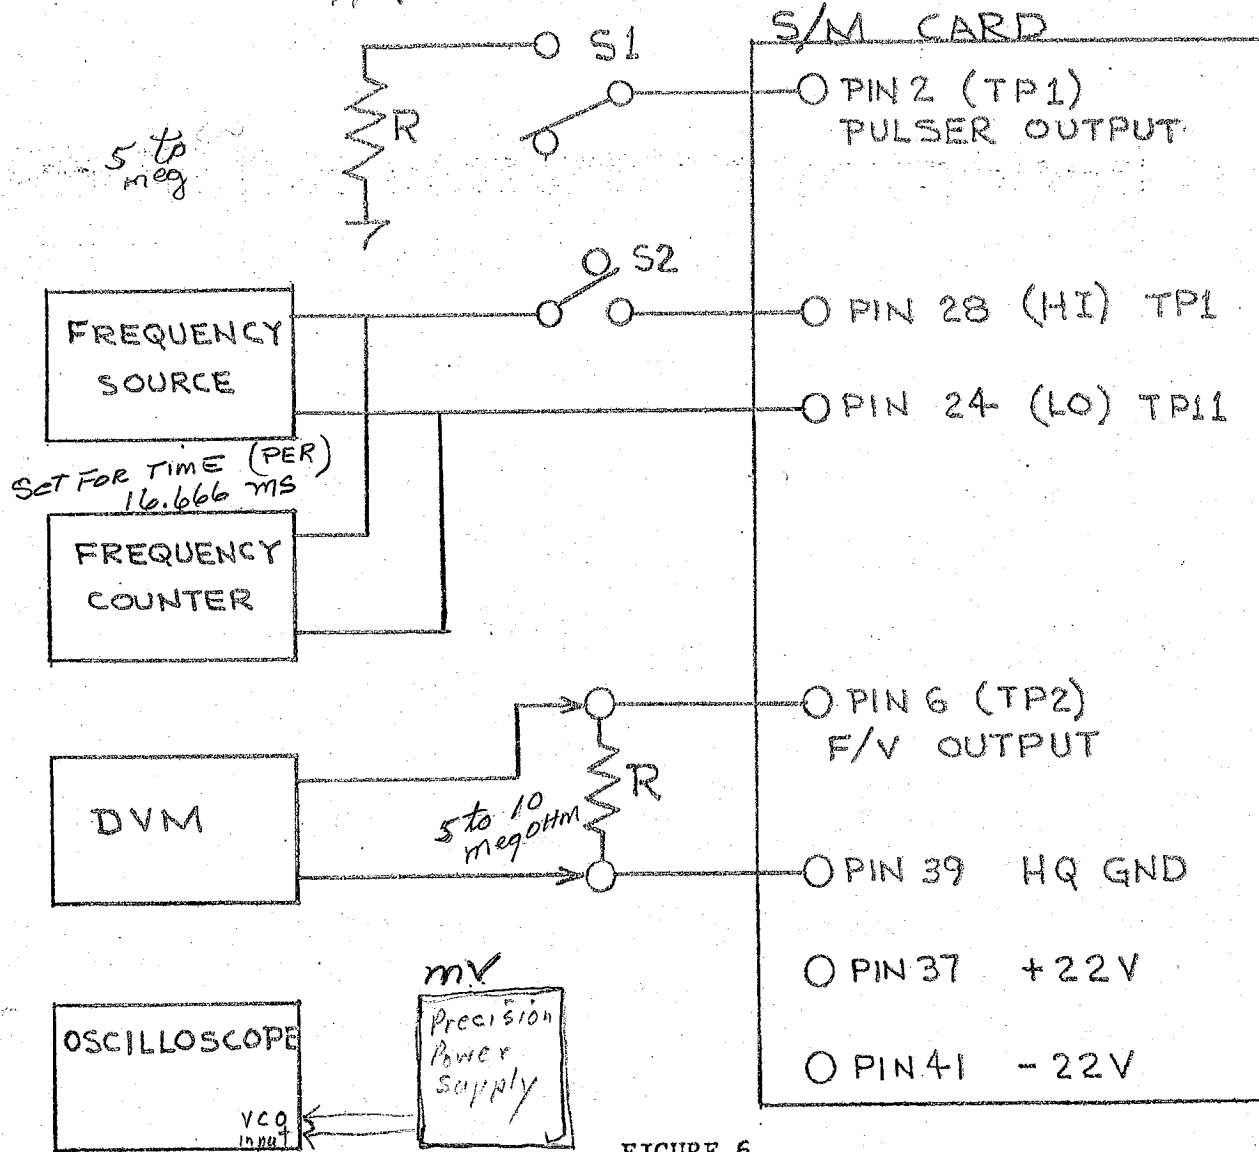 S/M CARD
S1
PIN 2 (TP1)
PULSER OUTPUT
R
5 to
meg
S2
FREQUENCY
SOURCE
PIN 28 (HI) TP1
PIN 24 (LO) TP11
SET FOR TIME (PER)
16.666 MS
FREQUENCY
COUNTER
PIN 6 (TP2)
F/V OUTPUT
R
DVM
5 to 10
megOHm
PIN 39 HQ GND
mV
PIN 37 +22V
OSCILLOSCOPE
Precision
Power
Supply
PIN 41 -22V
VCO
input
FIGURE 6